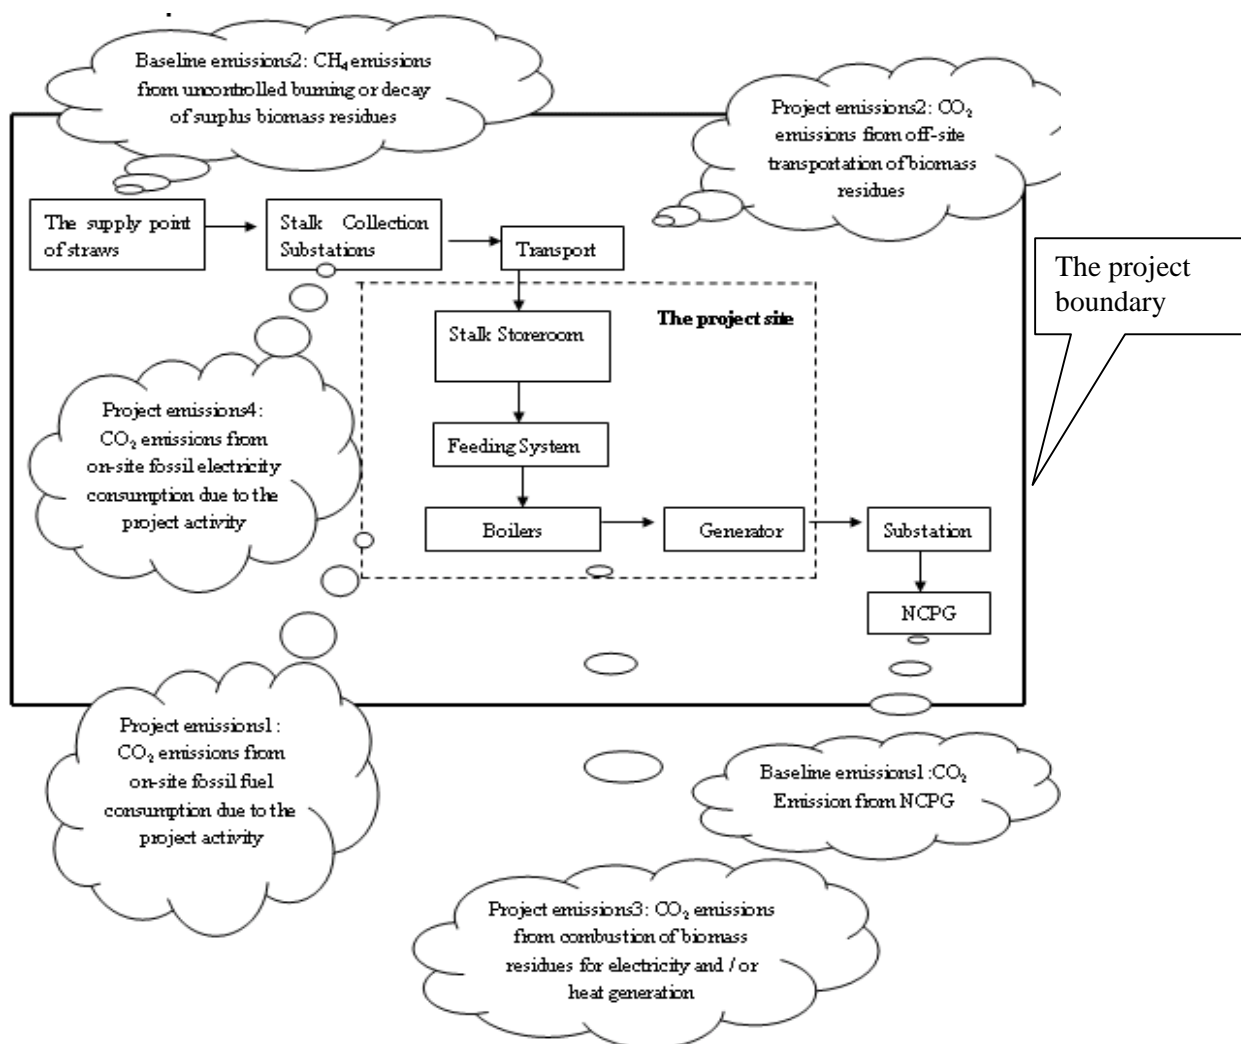 Baseline emissions2: CH₄ emissions
from uncontrolled burning or decay
of surplus biomass residues
Project emissions2: CO₂
emissions from off-site
transportation of biomass
residues
The supply point
of straws
Stalk Collection
Substations
Transport
The project
boundary
The project site
Stalk Storeroom
Project emissions4:
CO₂ emissions from
on-site fossil electricity
consumption due to the
project activity
Feeding System
Boilers
Generator
Substation
NCPG
Project emissions1:
CO₂ emissions from
on-site fossil fuel
consumption due to the
project activity
Baseline emissions1:CO₂
Emission from NCPG
Project emissions3: CO₂ emissions
from combustion of biomass
residues for electricity and / or
heat generation